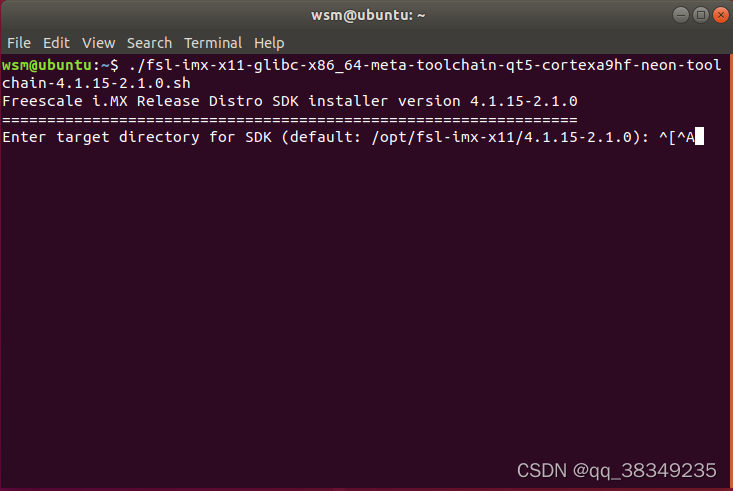 wsm@ubuntu: ~
File Edit View Search Terminal Help
wsm@ubuntu:~$ ./fsl-imx-x11-glibc-x86_64-meta-toolchain-qt5-cortexa9hf-neon-tool
chain-4.1.15-2.1.0.sh
Freescale i.MX Release Distro SDK installer version 4.1.15-2.1.0
================================================================
Enter target directory for SDK (default: /opt/fsl-imx-x11/4.1.15-2.1.0): ^[^A
CSDN @qq_38349235